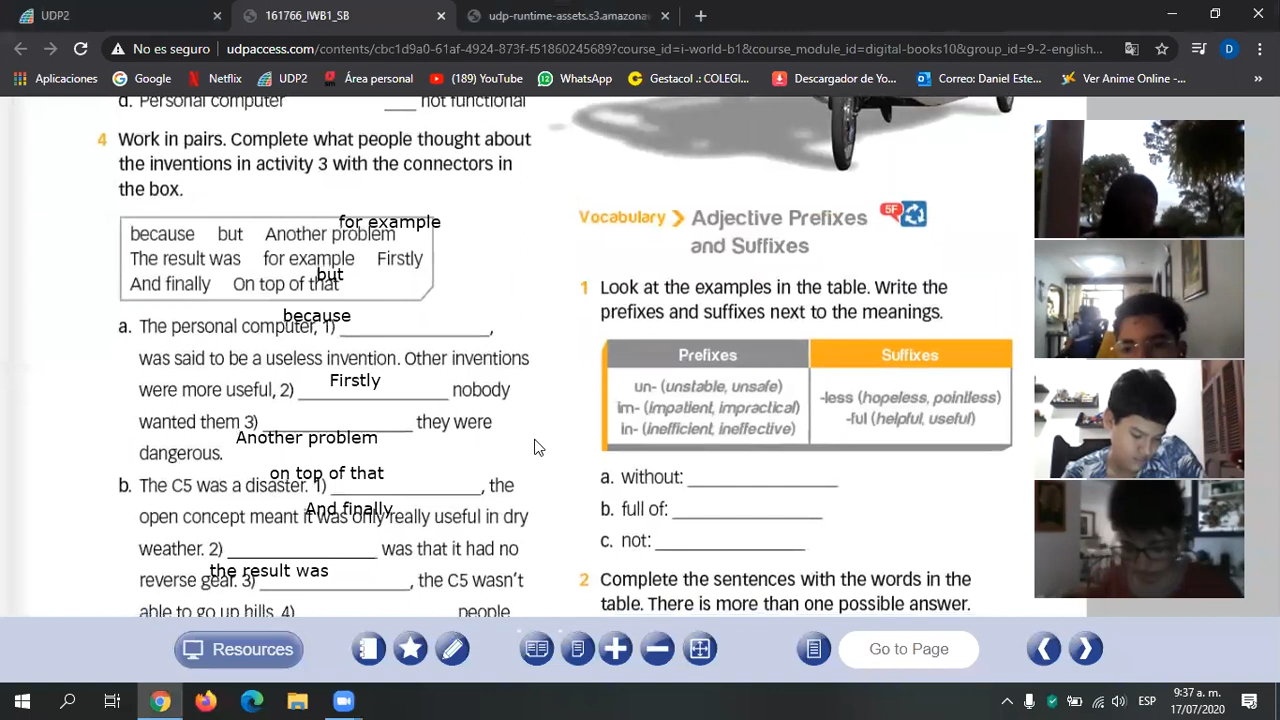 UDP2
161766_IWB1_SB
udp-runtime-assets.s3.amazona
No es seguro
udpaccess.com/contents/cbc1d9a0-61af-4924-873f-f51860245689?course_id=i-world-b1&course_module_id=digital-books10&group_id=9-2-english...
D
Aplicaciones
Google
Netflix
UDP2
Área personal
(189) YouTube
WhatsApp
Gestacol .: COLEGI...
Descargador de Yo...
Correo: Daniel Este...
Ver Anime Online -...
»
d. Personal computer ___ not functional
4 Work in pairs. Complete what people thought about
the inventions in activity 3 with the connectors in
the box.
for example
because but Another problem
The result was for example Firstly
but
And finally On top of that
because
a. The personal computer, 1) ________________,
was said to be a useless invention. Other inventions
Firstly
were more useful, 2) ________________ nobody
wanted them 3) ________________ they were
Another problem
dangerous.
on top of that
b. The C5 was a disaster. 1) ________________, the
And finally
open concept meant it was only really useful in dry
weather. 2) ________________ was that it had no
the result was
reverse gear. 3) ________________, the C5 wasn't
able to go up hills. 4) ________________ people
Vocabulary Adjective Prefixes
and Suffixes
5F
1 Look at the examples in the table. Write the
prefixes and suffixes next to the meanings.
Prefixes
Suffixes
un- (unstable, unsafe)
im- (impatient, impractical)
in- (inefficient, ineffective)
-less (hopeless, pointless)
-ful (helpful, useful)
a. without: ________________
b. full of: ________________
c. not: ________________
2 Complete the sentences with the words in the
table. There is more than one possible answer.
Resources
Go to Page
ESP
9:37 a. m.
17/07/2020